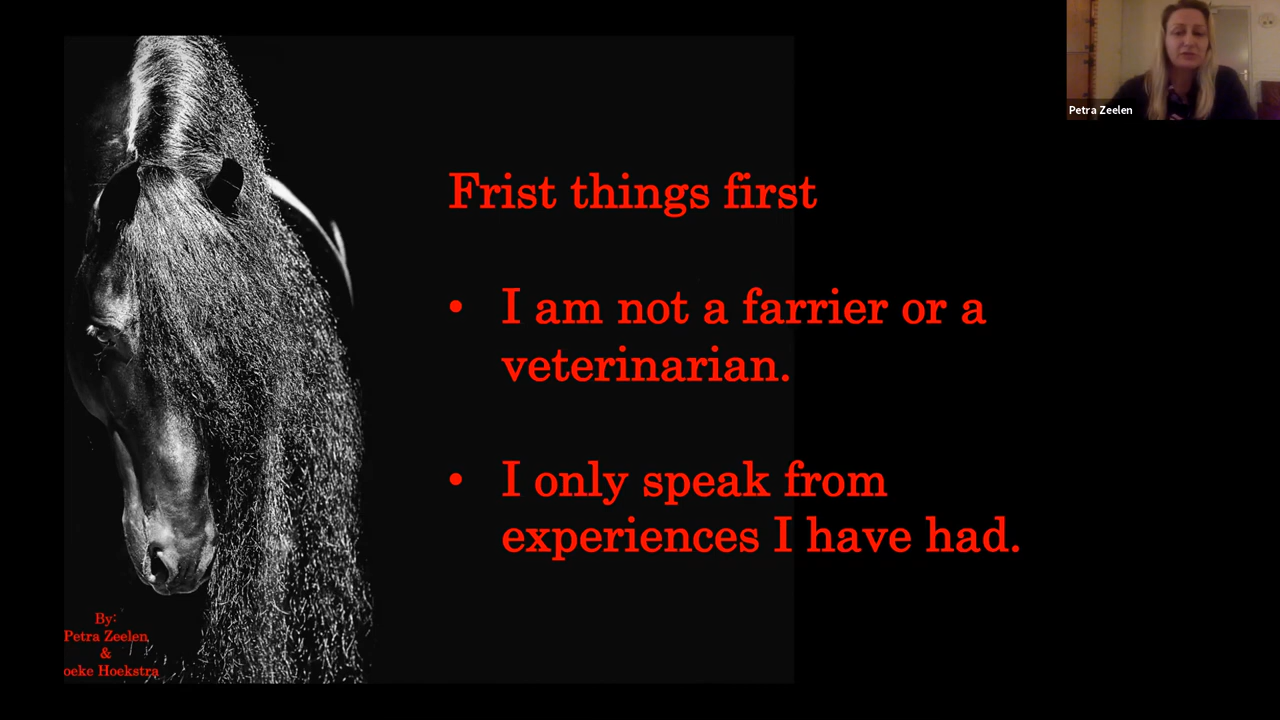 Petra Zeelen
Frist things first
• I am not a farrier or a
veterinarian.
• I only speak from
experiences I have had.
By:
Petra Zeelen
&
oeke Hoekstra